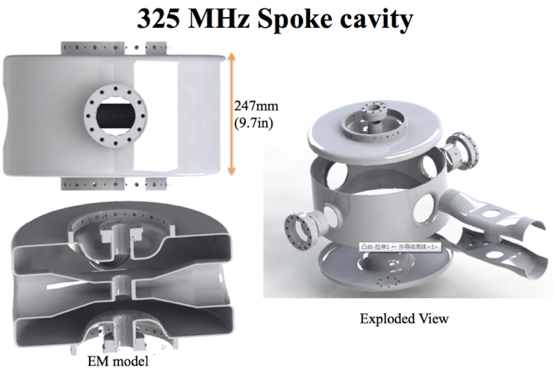 325 MHz Spoke cavity
247mm
(9.7in)
Exploded View
EM model